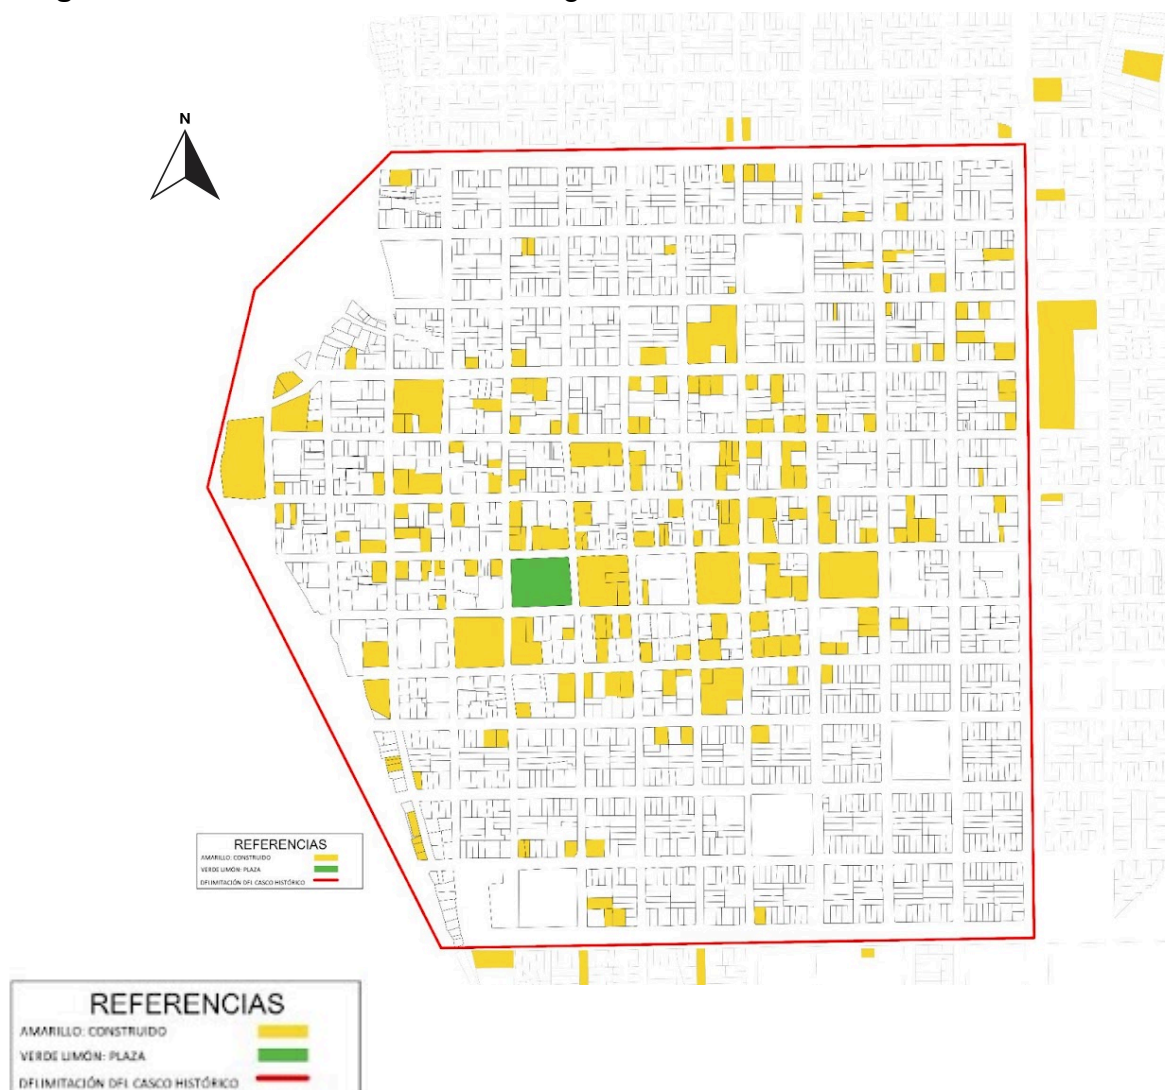 N
REFERENCIAS
AMARILLO: CONSTRUIDO
VERDE LIMÓN: PLAZA
DELIMITACIÓN DEL CASCO HISTÓRICO
REFERENCIAS
AMARILLO: CONSTRUIDO
VERDE LIMÓN: PLAZA
DELIMITACIÓN DEL CASCO HISTÓRICO